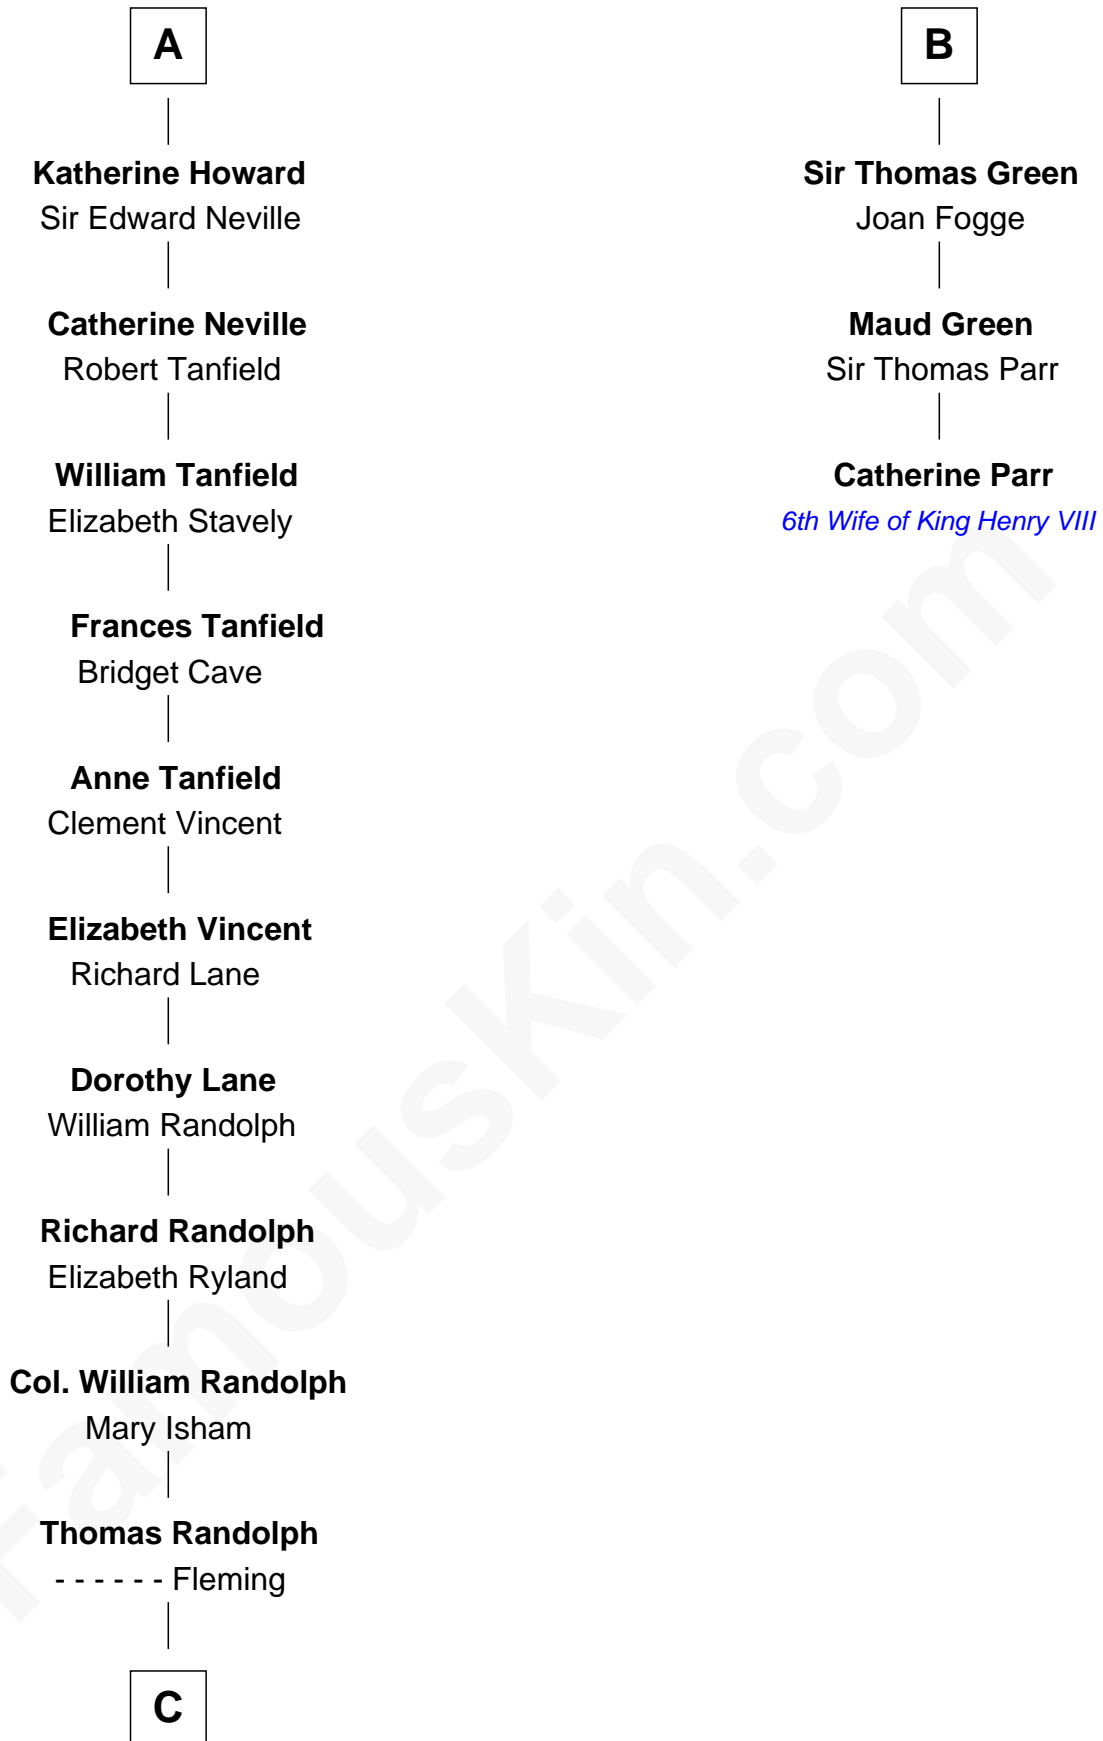 A
Katherine Howard
Sir Edward Neville
Catherine Neville
Robert Tanfield
William Tanfield
Elizabeth Stavely
Frances Tanfield
Bridget Cave
Anne Tanfield
Clement Vincent
Elizabeth Vincent
Richard Lane
Dorothy Lane
William Randolph
Richard Randolph
Elizabeth Ryland
Col. William Randolph
Mary Isham
Thomas Randolph
- - - - - - Fleming
C
B
Sir Thomas Green
Joan Fogge
Maud Green
Sir Thomas Parr
Catherine Parr
6th Wife of King Henry VIII
FamousKin.com